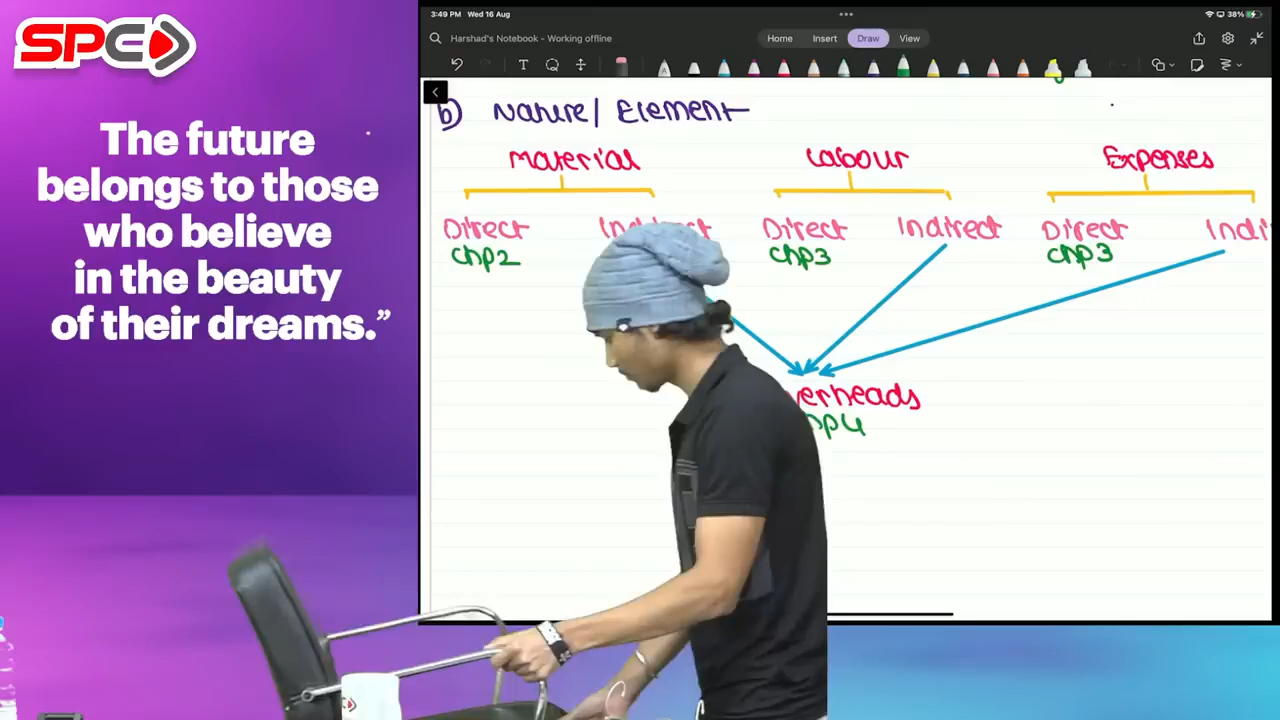 SPED
The future
belongs to those
who believe
in the beauty
of their dreams.”
3:49 PM Wed 16 Aug
38%
Harshad's Notebook - Working offline
Home Insert Draw View
b) Nature/ Element
Material Labour Expenses
Direct Direct Indirect Direct
Chp2 Chp3 Chp3